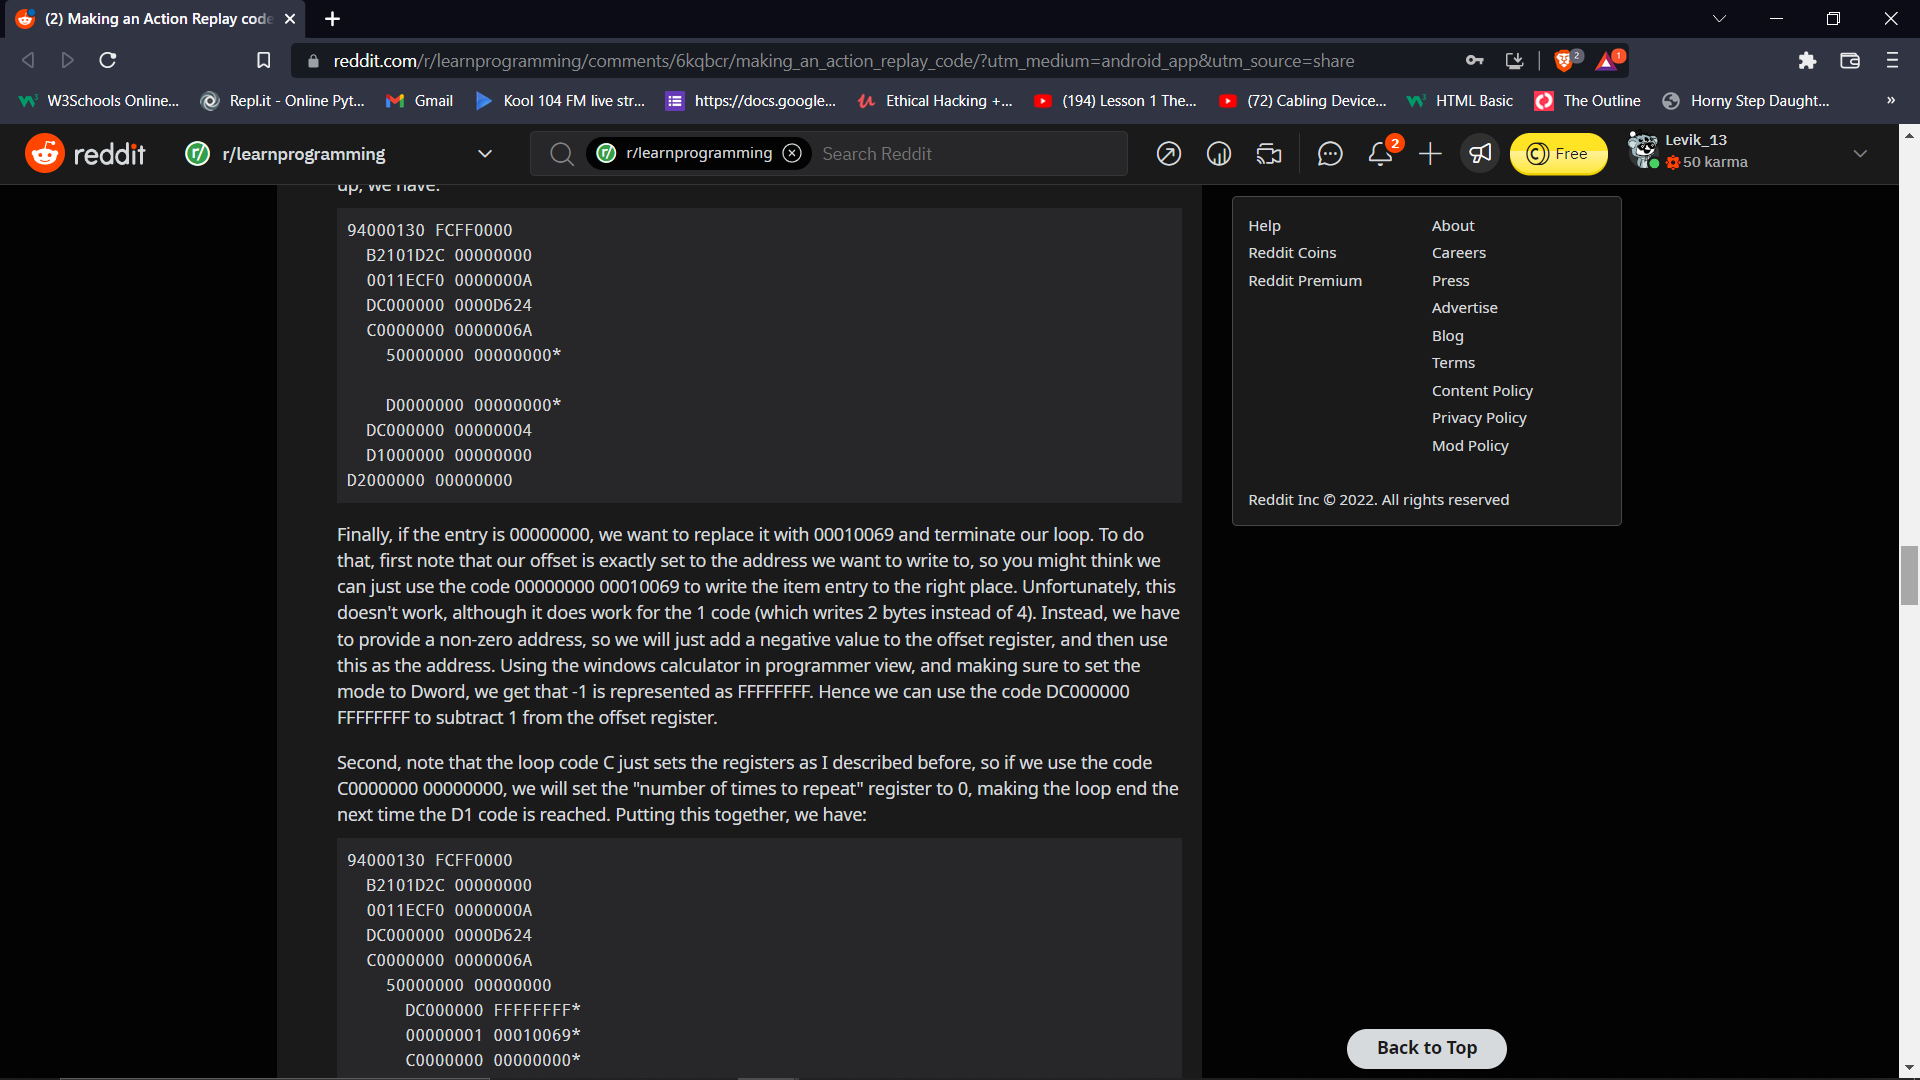 (2) Making an Action Replay code
reddit.com/r/learnprogramming/comments/6kqbcr/making_an_action_replay_code/?utm_medium=android_app&utm_source=share
2
1
W3Schools Online...
Repl.it - Online Pyt...
Gmail
Kool 104 FM live str...
https://docs.google...
Ethical Hacking +...
(194) Lesson 1 The...
(72) Cabling Device...
HTML Basic
The Outline
Horny Step Daught...
»
reddit
r/ r/learnprogramming
r/ r/learnprogramming
Search Reddit
2
Free
Levik_13
50 karma
up, we have:
94000130 FCFF0000
B2101D2C 00000000
0011ECF0 0000000A
DC000000 0000D624
C0000000 0000006A
50000000 00000000*
D0000000 00000000*
DC000000 00000004
D1000000 00000000
D2000000 00000000
Finally, if the entry is 00000000, we want to replace it with 00010069 and terminate our loop. To do
that, first note that our offset is exactly set to the address we want to write to, so you might think we
can just use the code 00000000 00010069 to write the item entry to the right place. Unfortunately, this
doesn't work, although it does work for the 1 code (which writes 2 bytes instead of 4). Instead, we have
to provide a non-zero address, so we will just add a negative value to the offset register, and then use
this as the address. Using the windows calculator in programmer view, and making sure to set the
mode to Dword, we get that -1 is represented as FFFFFFFF. Hence we can use the code DC000000
FFFFFFFF to subtract 1 from the offset register.
Second, note that the loop code C just sets the registers as I described before, so if we use the code
C0000000 00000000, we will set the "number of times to repeat" register to 0, making the loop end the
next time the D1 code is reached. Putting this together, we have:
94000130 FCFF0000
B2101D2C 00000000
0011ECF0 0000000A
DC000000 0000D624
C0000000 0000006A
50000000 00000000
DC000000 FFFFFFFF*
00000001 00010069*
C0000000 00000000*
Help
Reddit Coins
Reddit Premium
About
Careers
Press
Advertise
Blog
Terms
Content Policy
Privacy Policy
Mod Policy
Reddit Inc © 2022. All rights reserved
Back to Top